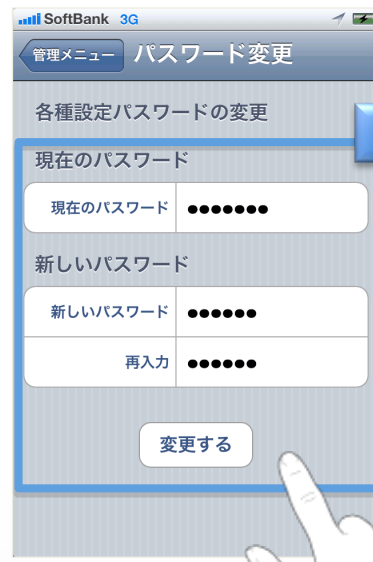 SoftBank 3G
管理メニュー パスワード変更
各種設定パスワードの変更
現在のパスワード
現在のパスワード ●●●●●●●
新しいパスワード
新しいパスワード ●●●●●●
再入力 ●●●●●●
変更する